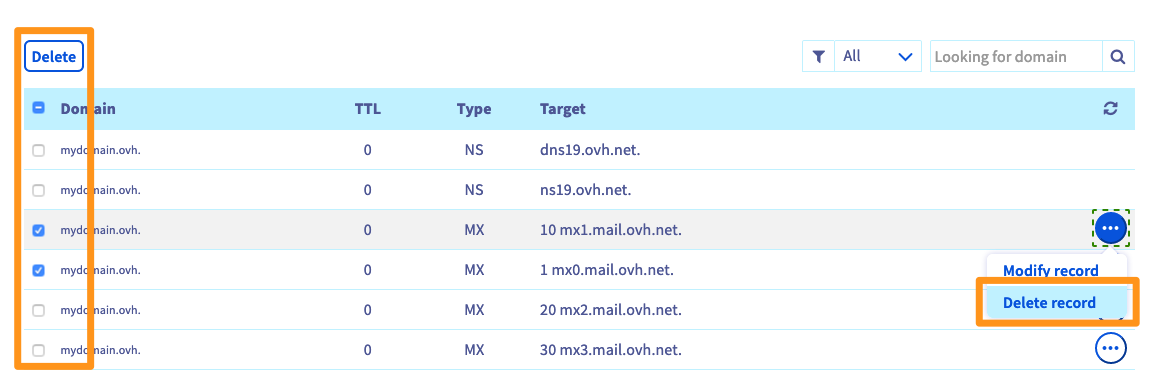 Delete All Looking for domain
Domain TTL Type Target
mydomain.ovh. 0 NS dns19.ovh.net.
mydomain.ovh. 0 NS ns19.ovh.net.
mydomain.ovh. 0 MX 10 mx1.mail.ovh.net.
mydomain.ovh. 0 MX 1 mx0.mail.ovh.net.
Modify record
Delete record
mydomain.ovh. 0 MX 20 mx2.mail.ovh.net.
mydomain.ovh. 0 MX 30 mx3.mail.ovh.net.